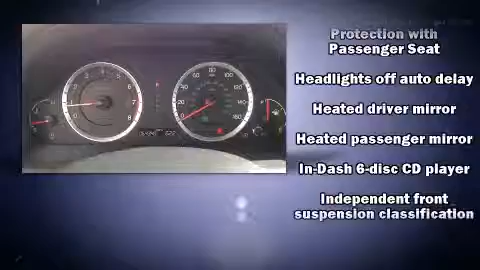 Protection with
Passenger Seat
Headlights off auto delay
Heated driver mirror
Heated passenger mirror
In-Dash 6-disc CD player
Independent front
suspension classification